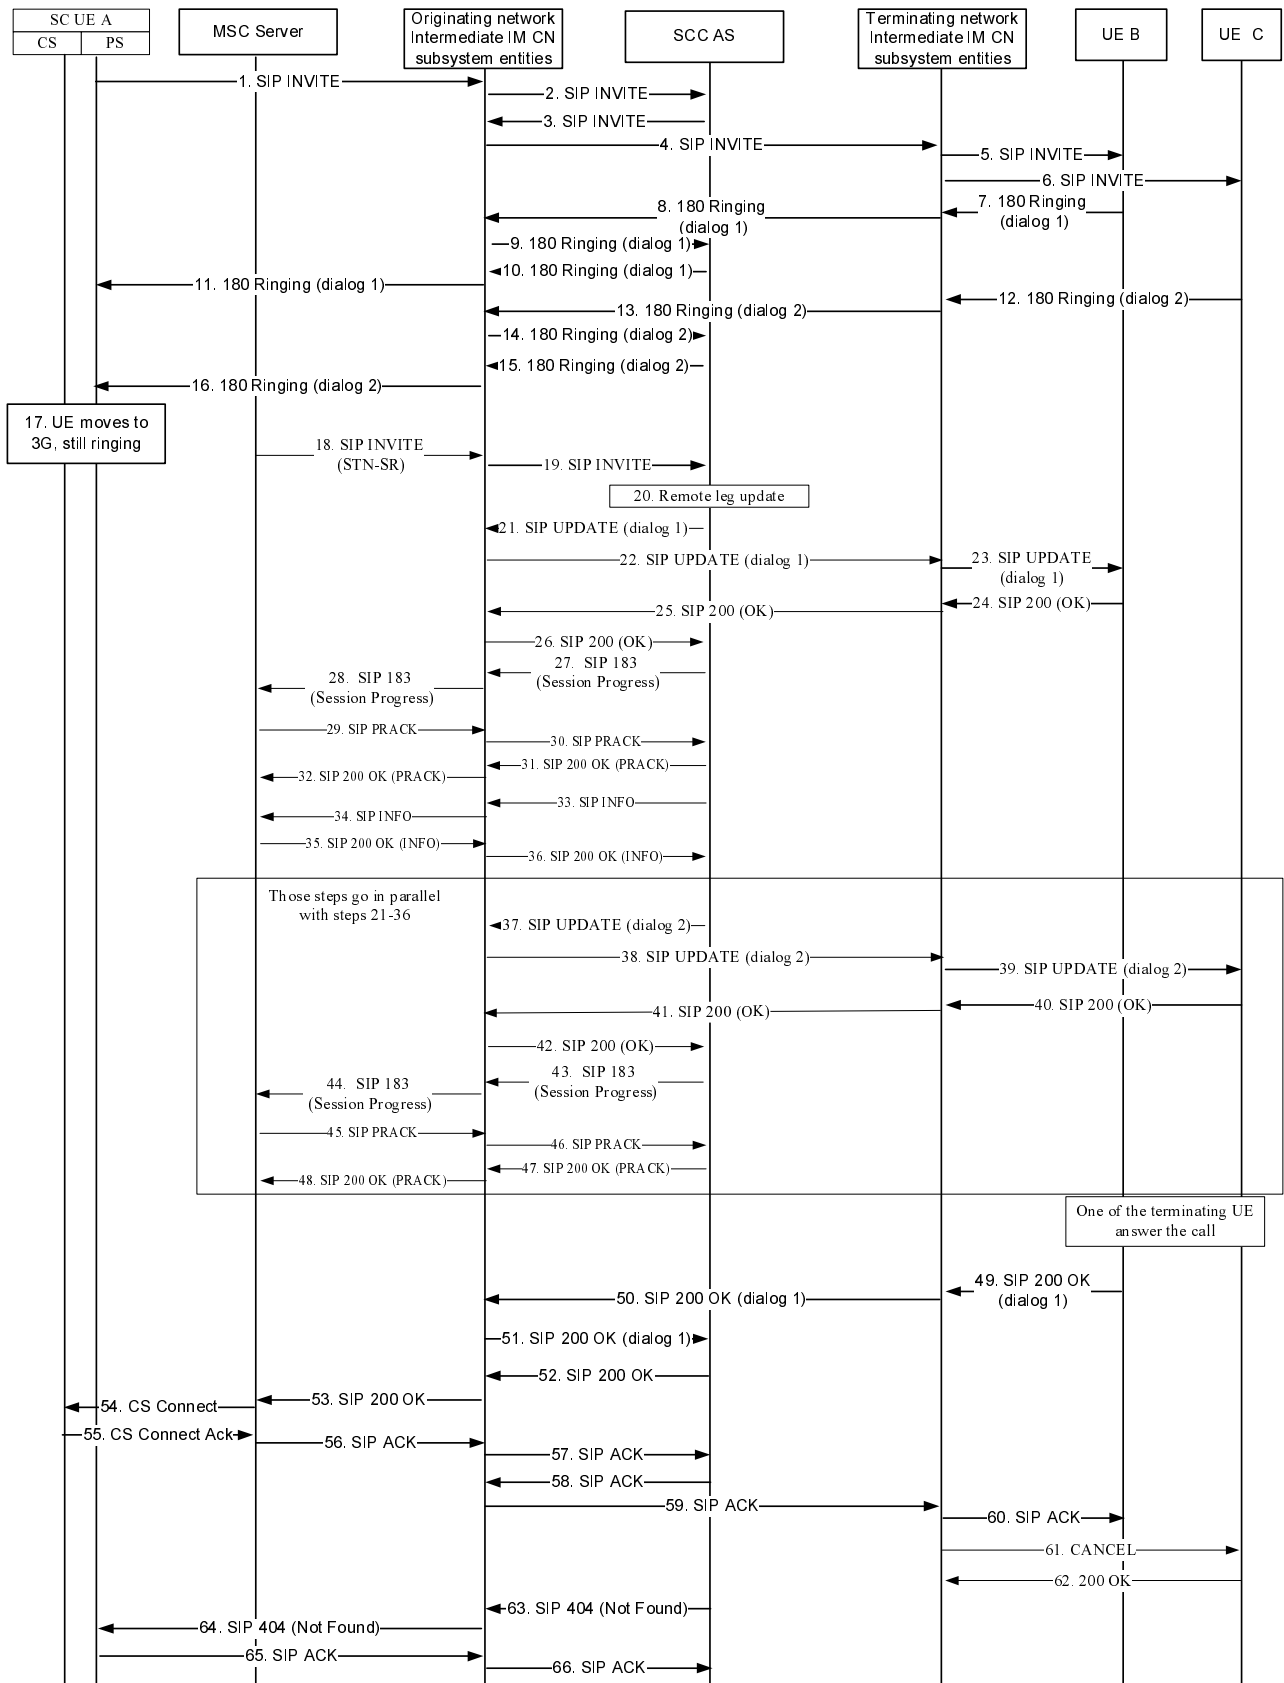 SC UE A
CS
PS
MSC Server
Originating network
Intermediate IM CN
subsystem entities
SCC AS
Terminating network
Intermediate IM CN
subsystem entities
UE B
UE C
1. SIP INVITE
2. SIP INVITE
3. SIP INVITE
4. SIP INVITE
5. SIP INVITE
6. SIP INVITE
7. 180 Ringing
(dialog 1)
8. 180 Ringing
(dialog 1)
9. 180 Ringing (dialog 1)
10. 180 Ringing (dialog 1)
11. 180 Ringing (dialog 1)
12. 180 Ringing (dialog 2)
13. 180 Ringing (dialog 2)
14. 180 Ringing (dialog 2)
15. 180 Ringing (dialog 2)
16. 180 Ringing (dialog 2)
17. UE moves to
3G, still ringing
18. SIP INVITE
(STN-SR)
19. SIP INVITE
20. Remote leg update
21. SIP UPDATE (dialog 1)
22. SIP UPDATE (dialog 1)
23. SIP UPDATE
(dialog 1)
24. SIP 200 (OK)
25. SIP 200 (OK)
26. SIP 200 (OK)
27. SIP 183
(Session Progress)
28. SIP 183
(Session Progress)
29. SIP PRACK
30. SIP PRACK
31. SIP 200 OK (PRACK)
32. SIP 200 OK (PRACK)
33. SIP INFO
34. SIP INFO
35. SIP 200 OK (INFO)
36. SIP 200 OK (INFO)
Those steps go in parallel
with steps 21-36
37. SIP UPDATE (dialog 2)
38. SIP UPDATE (dialog 2)
39. SIP UPDATE (dialog 2)
40. SIP 200 (OK)
41. SIP 200 (OK)
42. SIP 200 (OK)
43. SIP 183
(Session Progress)
44. SIP 183
(Session Progress)
45. SIP PRACK
46. SIP PRACK
47. SIP 200 OK (PRACK)
48. SIP 200 OK (PRACK)
One of the terminating UE
answer the call
49. SIP 200 OK
(dialog 1)
50. SIP 200 OK (dialog 1)
51. SIP 200 OK (dialog 1)
52. SIP 200 OK
53. SIP 200 OK
54. CS Connect
55. CS Connect Ack
56. SIP ACK
57. SIP ACK
58. SIP ACK
59. SIP ACK
60. SIP ACK
61. CANCEL
62. 200 OK
63. SIP 404 (Not Found)
64. SIP 404 (Not Found)
65. SIP ACK
66. SIP ACK